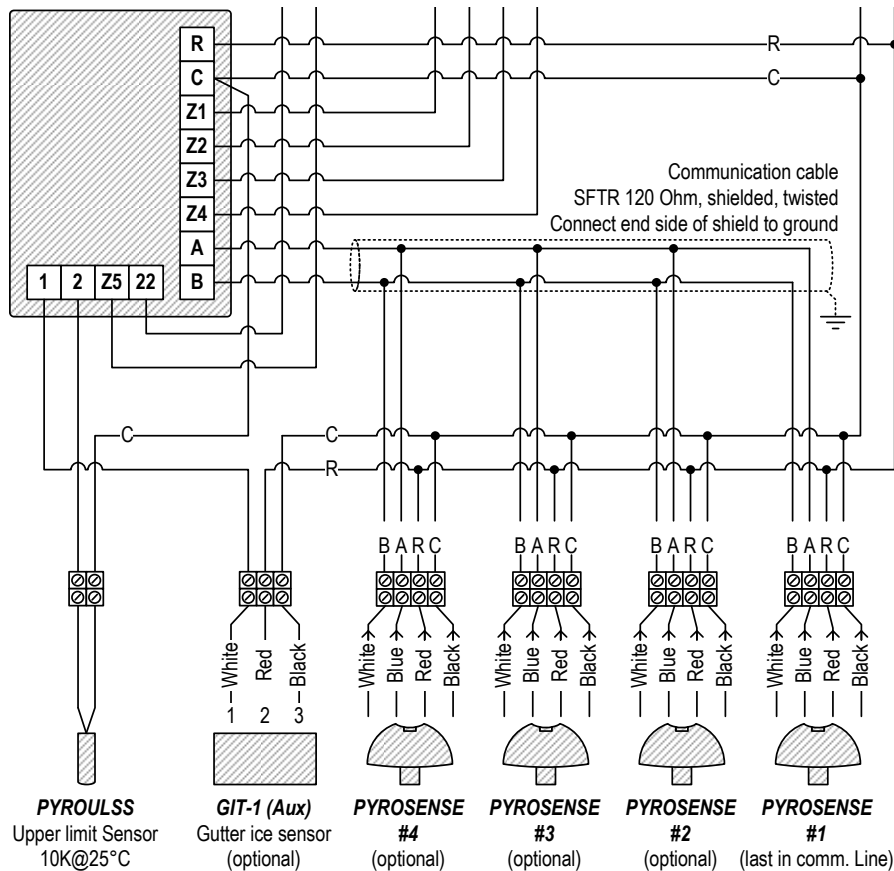 R
R
C
C
Z1
Z2
Z3
Z4
A
B
1 2 Z5 22
Communication cable
SFTR 120 Ohm, shielded, twisted
Connect end side of shield to ground
C
C
R
B A R C
B A R C
B A R C
B A R C
White
Red
Black
1 2 3
White
Blue
Red
Black
White
Blue
Red
Black
White
Blue
Red
Black
White
Blue
Red
Black
PYROULSS
Upper limit Sensor
10K@25°C
GIT-1 (Aux)
Gutter ice sensor
(optional)
PYROSENSE
#4
(optional)
PYROSENSE
#3
(optional)
PYROSENSE
#2
(optional)
PYROSENSE
#1
(last in comm. Line)